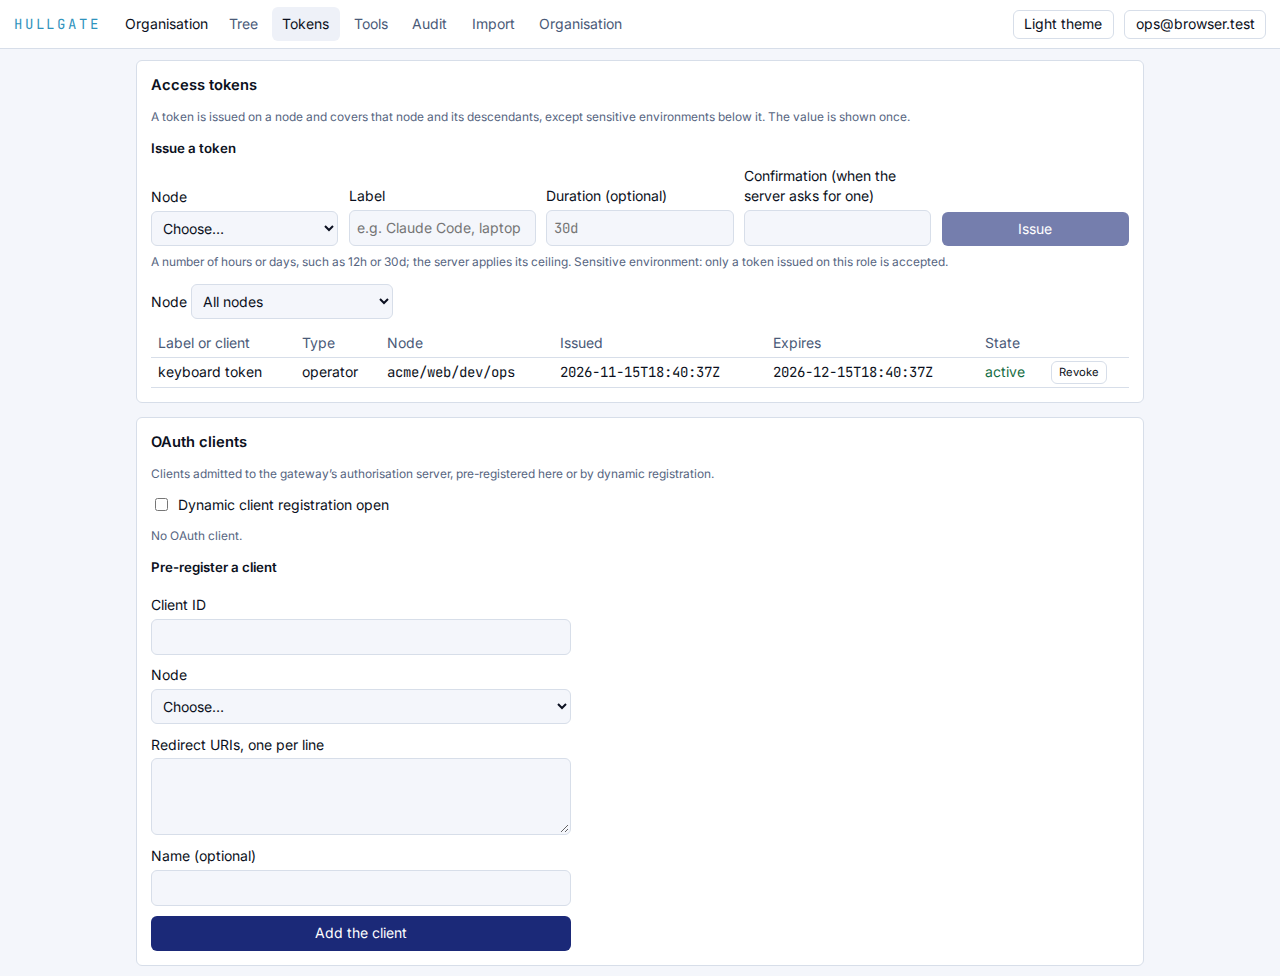 HULLGATE Organisation Tree Tokens Tools Audit Import Organisation Light theme ops@browser.test
Access tokens
A token is issued on a node and covers that node and its descendants, except sensitive environments below it. The value is shown once.
Issue a token
Node Label Duration (optional) Confirmation (when the server asks for one)
Choose... e.g. Claude Code, laptop 30d Issue
A number of hours or days, such as 12h or 30d; the server applies its ceiling. Sensitive environment: only a token issued on this role is accepted.
Node All nodes
Label or client Type Node Issued Expires State
keyboard token operator acme/web/dev/ops 2026-11-15T18:40:37Z 2026-12-15T18:40:37Z active Revoke
OAuth clients
Clients admitted to the gateway’s authorisation server, pre-registered here or by dynamic registration.
Dynamic client registration open
No OAuth client.
Pre-register a client
Client ID
Node
Choose...
Redirect URIs, one per line
Name (optional)
Add the client